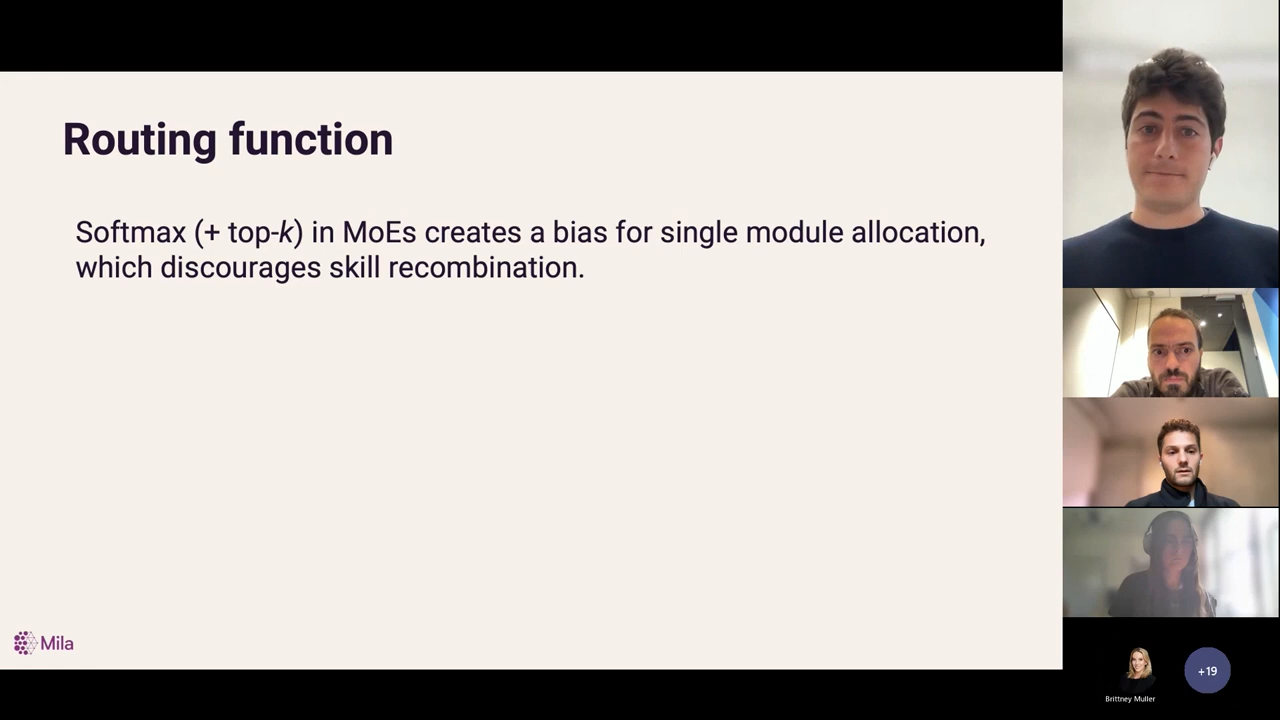 Routing function
Softmax (+ top-k) in MoEs creates a bias for single module allocation,
which discourages skill recombination.
Mila
Brittney Muller
+19